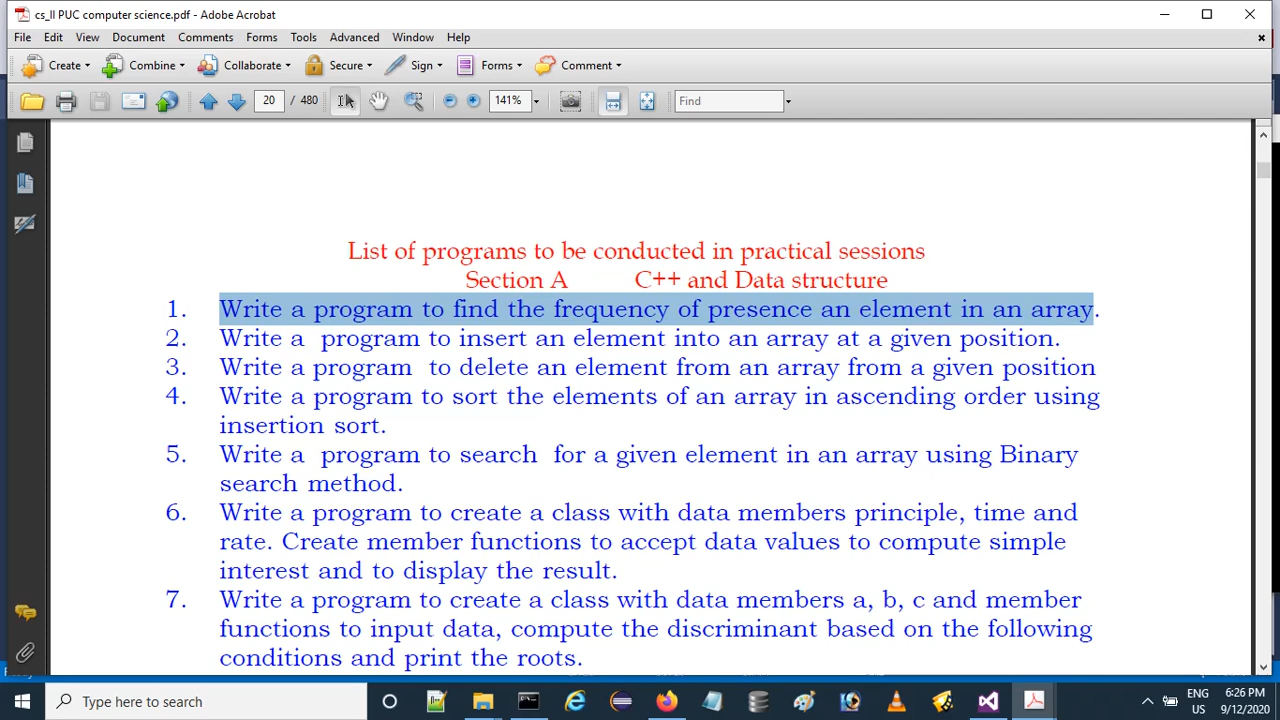 cs_II PUC computer science.pdf - Adobe Acrobat
File Edit View Document Comments Forms Tools Advanced Window Help
Create Combine Collaborate Secure Sign Forms Comment
20 / 480 141% Find
List of programs to be conducted in practical sessions
Section A C++ and Data structure
1. Write a program to find the frequency of presence an element in an array.
2. Write a program to insert an element into an array at a given position.
3. Write a program to delete an element from an array from a given position
4. Write a program to sort the elements of an array in ascending order using
insertion sort.
5. Write a program to search for a given element in an array using Binary
search method.
6. Write a program to create a class with data members principle, time and
rate. Create member functions to accept data values to compute simple
interest and to display the result.
7. Write a program to create a class with data members a, b, c and member
functions to input data, compute the discriminant based on the following
conditions and print the roots.
Type here to search
ENG
US
6:26 PM
9/12/2020